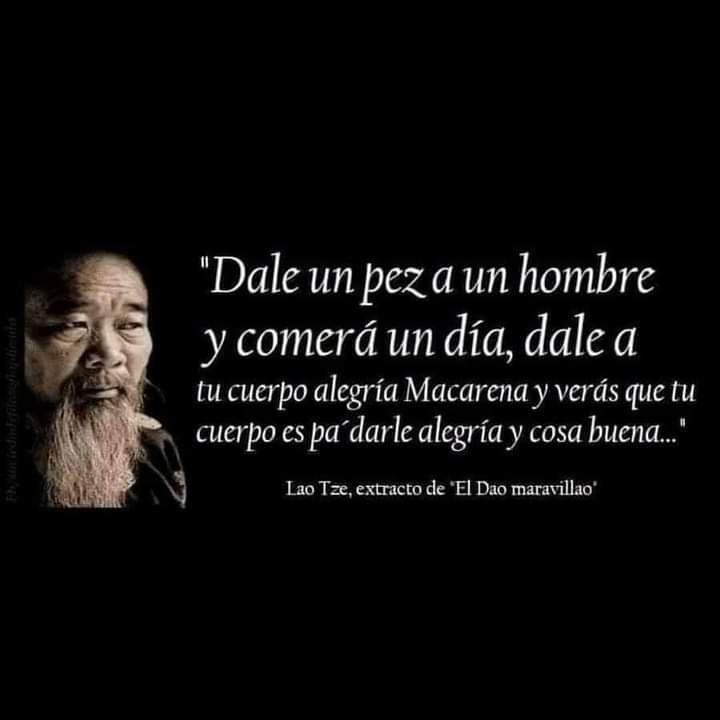 "Dale un pez a un hombre
y comerá un día, dale a
tu cuerpo alegría Macarena y verás que tu
cuerpo es pa´darle alegría y cosa buena..."
Lao Tze, extracto de "El Dao maravillao"